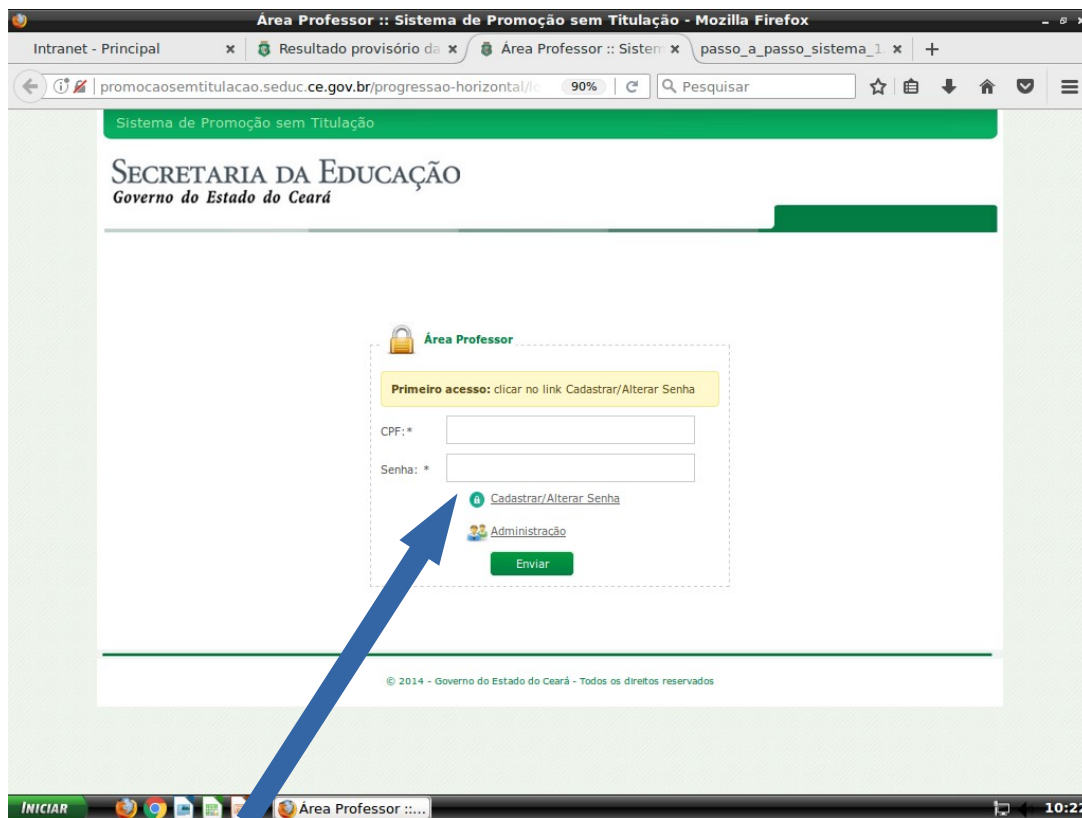 Área Professor :: Sistema de Promoção sem Titulação - Mozilla Firefox
Intranet - Principal Resultado provisório da Área Professor :: Sistem passo_a_passo_sistema_1.
promocaosemtitulacao.seduc.ce.gov.br/progressao-horizontal/lo 90% Pesquisar
Sistema de Promoção sem Titulação
SECRETARIA DA EDUCAÇÃO
Governo do Estado do Ceará
Área Professor
Primeiro acesso: clicar no link Cadastrar/Alterar Senha
CPF:*
Senha: *
Cadastrar/Alterar Senha
Administração
Enviar
© 2014 - Governo do Estado do Ceará - Todos os direitos reservados
INICIAR Área Professor ::... 10:22